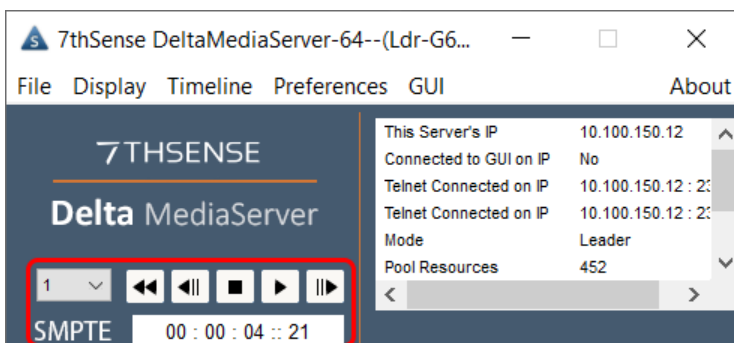 7thSense DeltaMediaServer-64--(Ldr-G6...
File Display Timeline Preferences GUI About
7THSENSE
Delta MediaServer
1
SMPTE 00 : 00 : 04 :: 21
This Server's IP 10.100.150.12
Connected to GUI on IP No
Telnet Connected on IP 10.100.150.12 : 23
Telnet Connected on IP 10.100.150.12 : 23
Mode Leader
Pool Resources 452